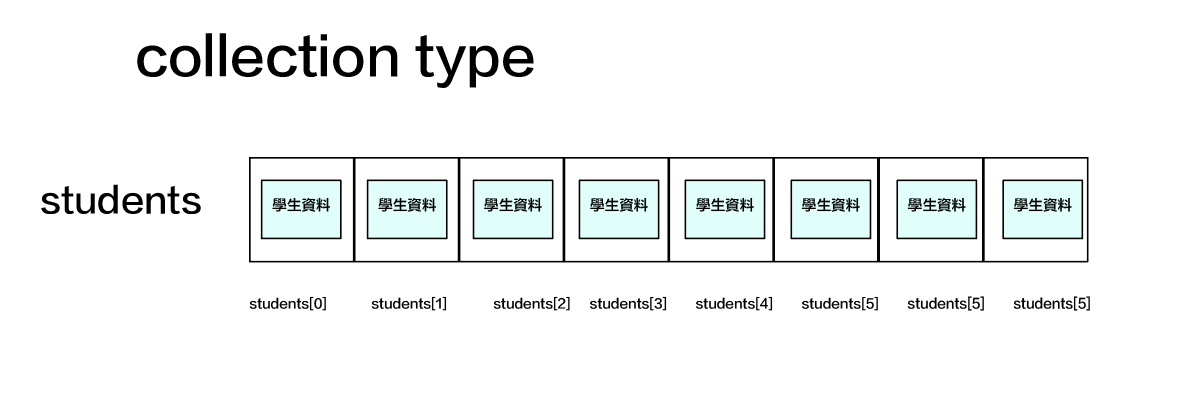 collection type
students
學生資料 學生資料 學生資料 學生資料 學生資料 學生資料 學生資料 學生資料
students[0] students[1] students[2] students[3] students[4] students[5] students[5] students[5]